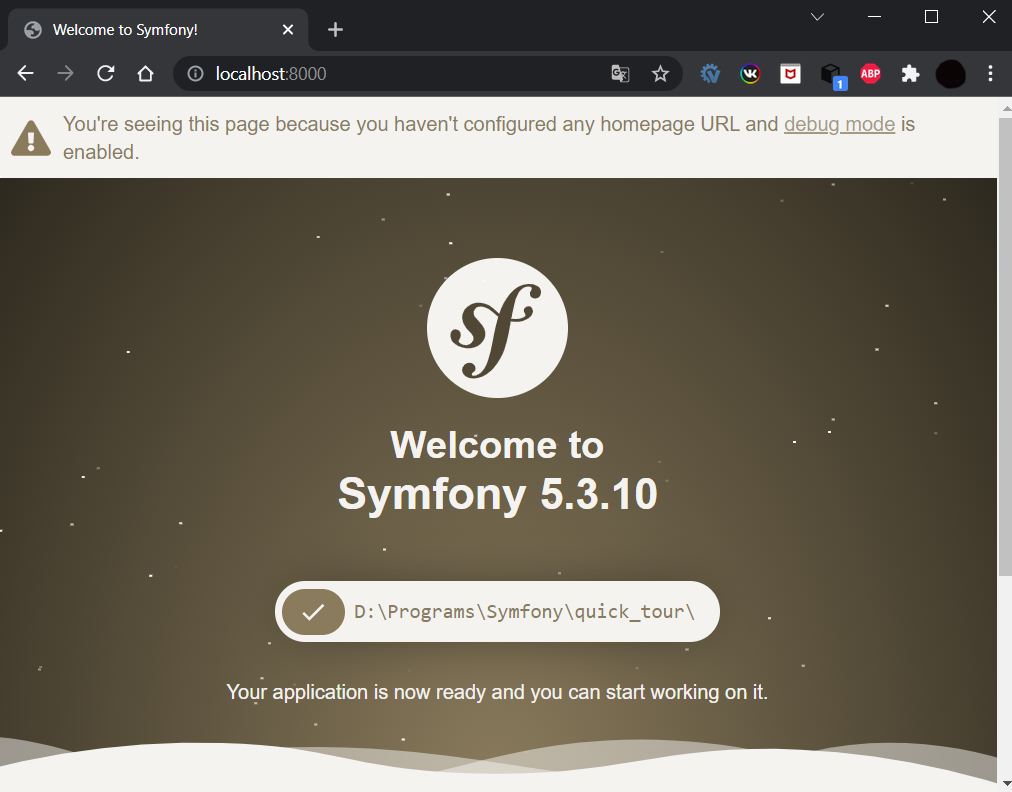 Welcome to Symfony!
localhost:8000
VK
1
ABP
You're seeing this page because you haven't configured any homepage URL and debug mode is
enabled.
sf
Welcome to
Symfony 5.3.10
D:\Programs\Symfony\quick_tour\
Your application is now ready and you can start working on it.